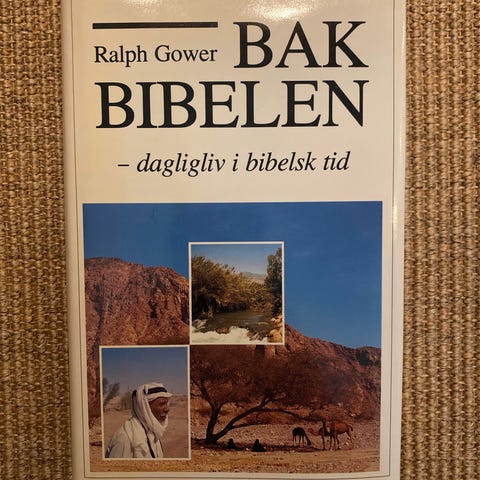 Ralph Gower BAK
BIBELEN
– dagligliv i bibelsk tid